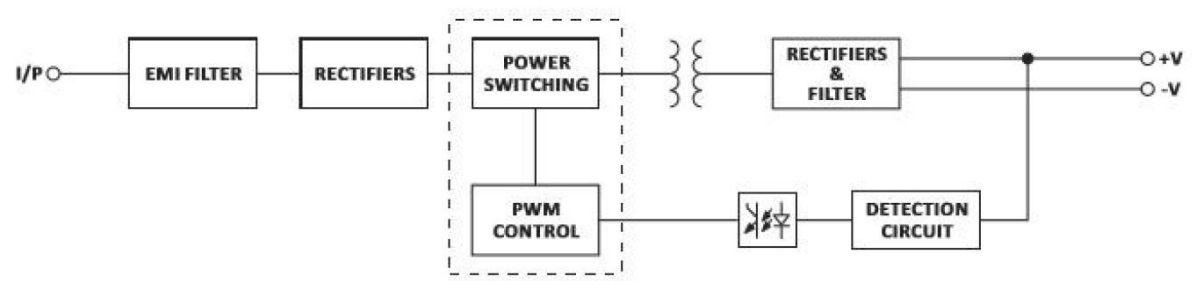 I/P
EMI FILTER
RECTIFIERS
POWER
SWITCHING
RECTIFIERS
&
FILTER
+V
-V
PWM
CONTROL
DETECTION
CIRCUIT